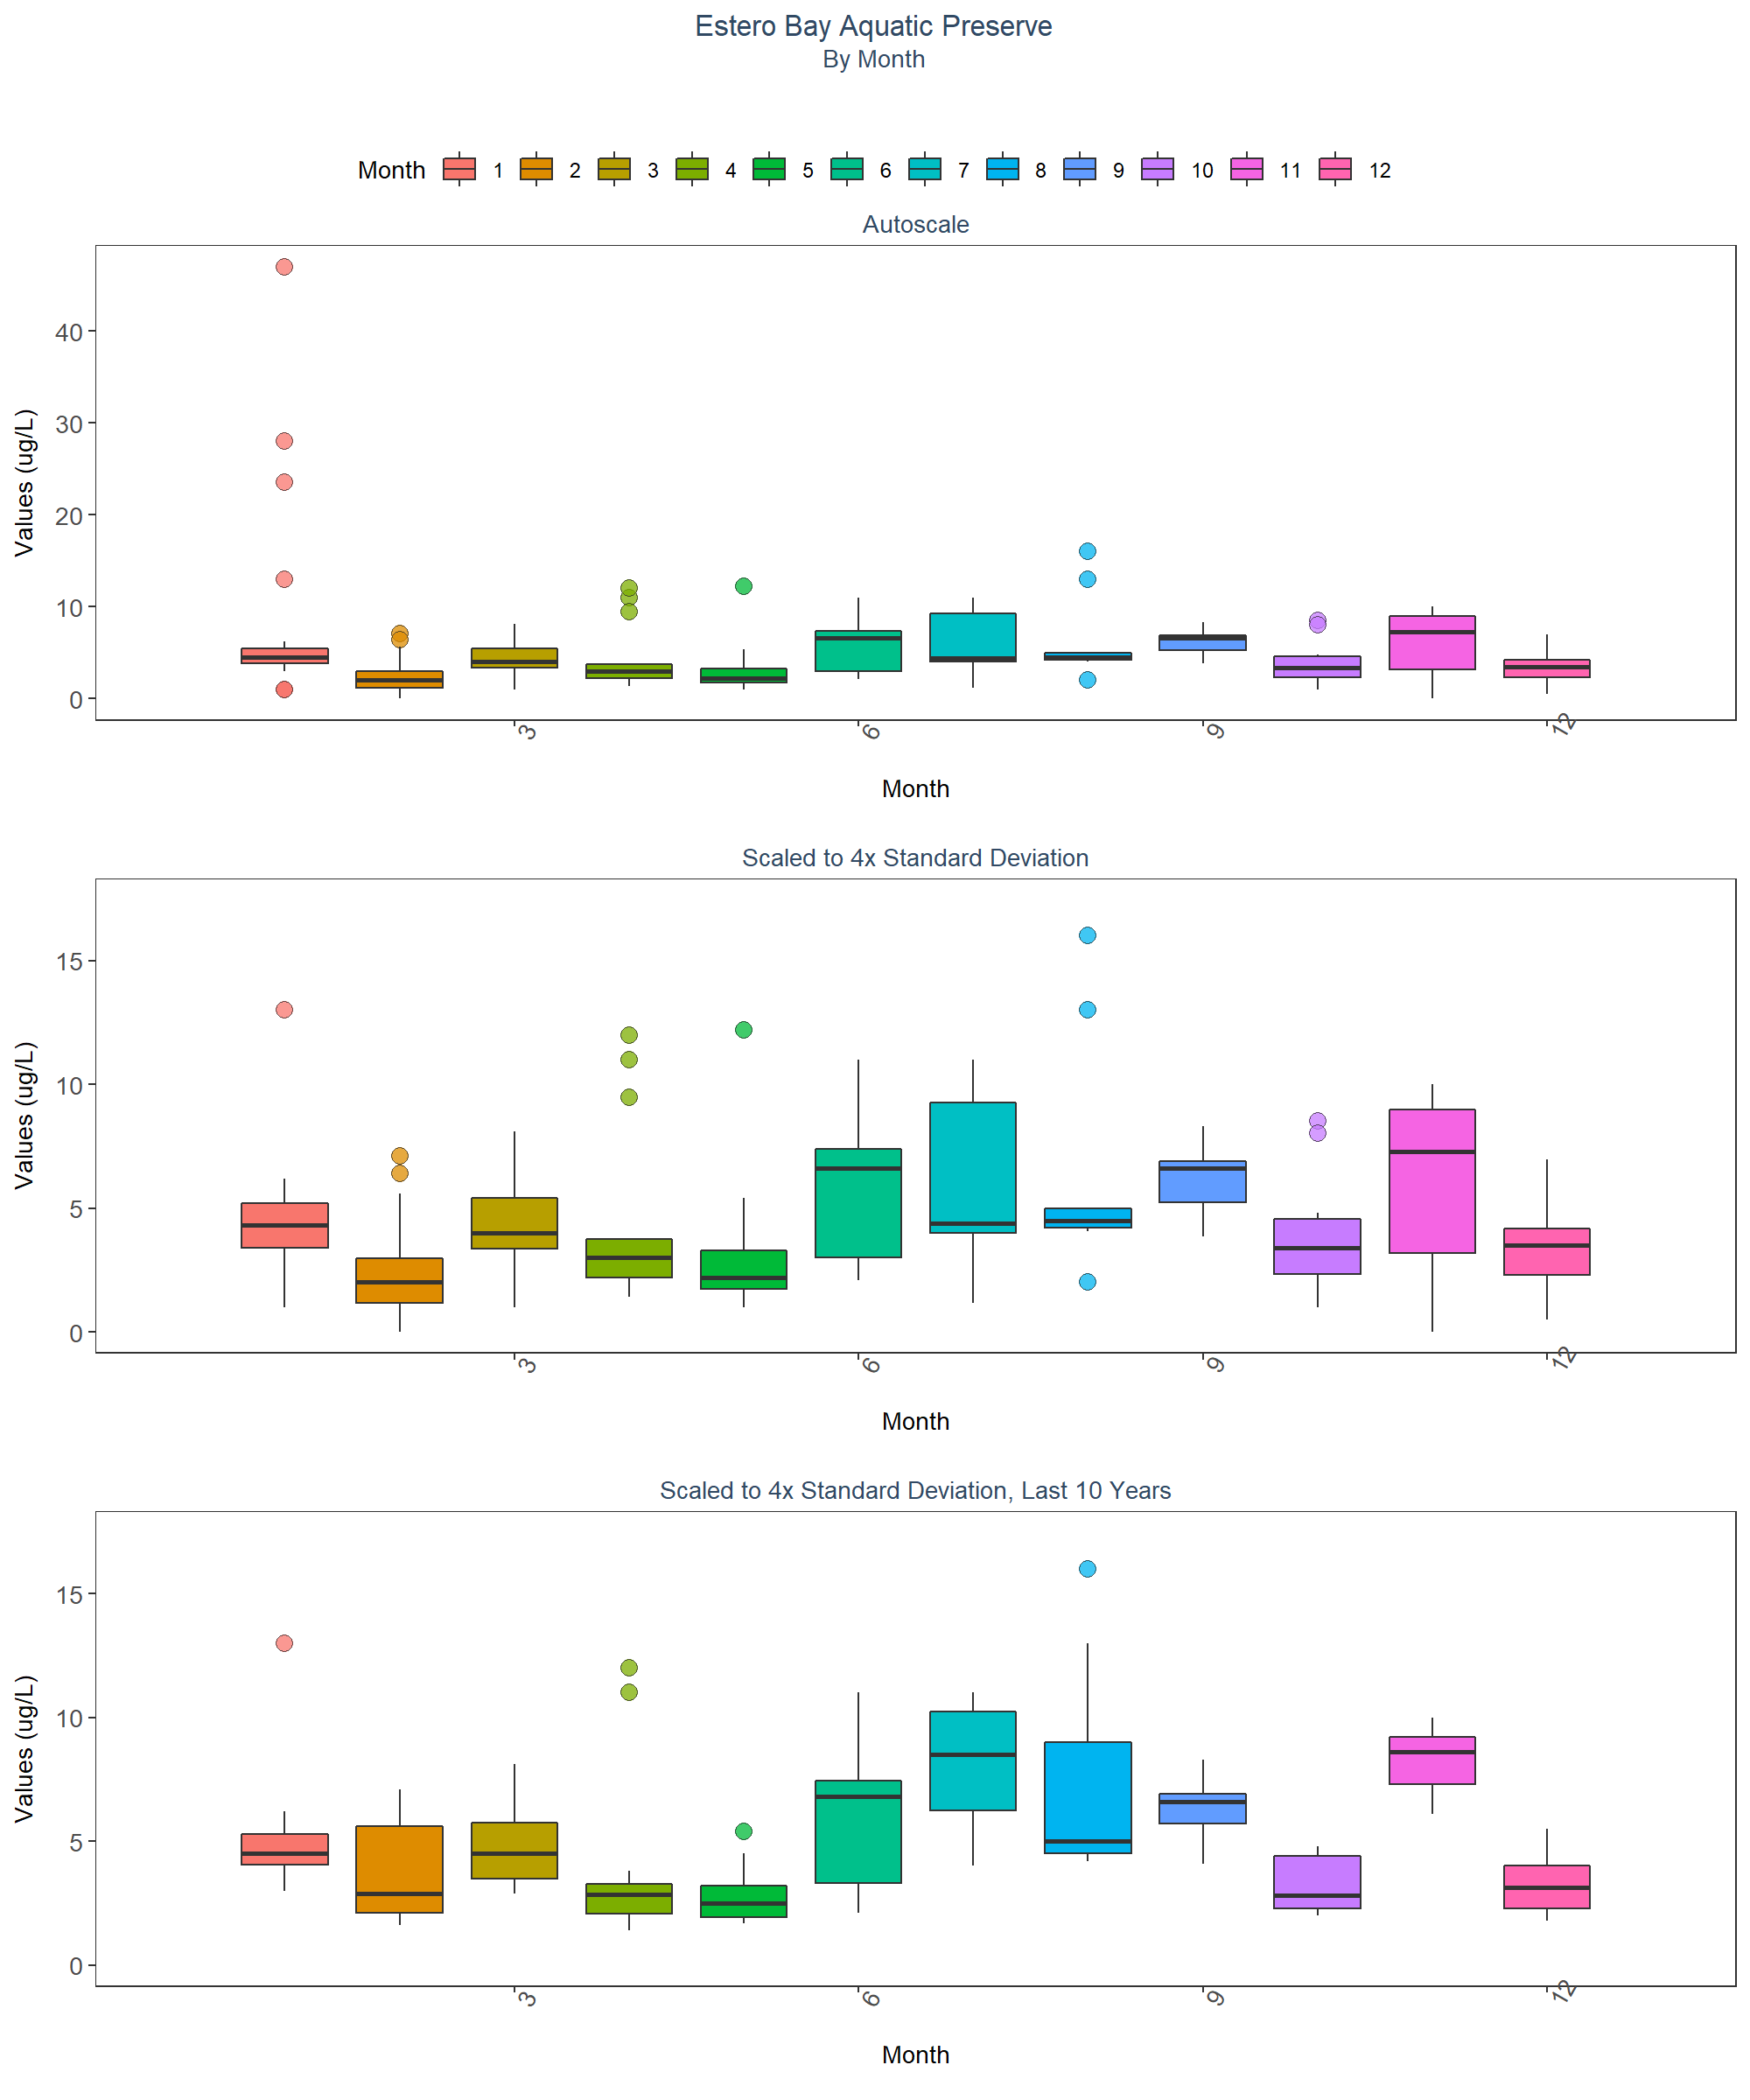 Estero Bay Aquatic Preserve
By Month
Month 1 2 3 4 5 6 7 8 9 10 11 12
Autoscale
Values (ug/L)
40
30
20
10
0
3 6 9 12
Month
Scaled to 4x Standard Deviation
Values (ug/L)
15
10
5
0
3 6 9 12
Month
Scaled to 4x Standard Deviation, Last 10 Years
Values (ug/L)
15
10
5
0
3 6 9 12
Month